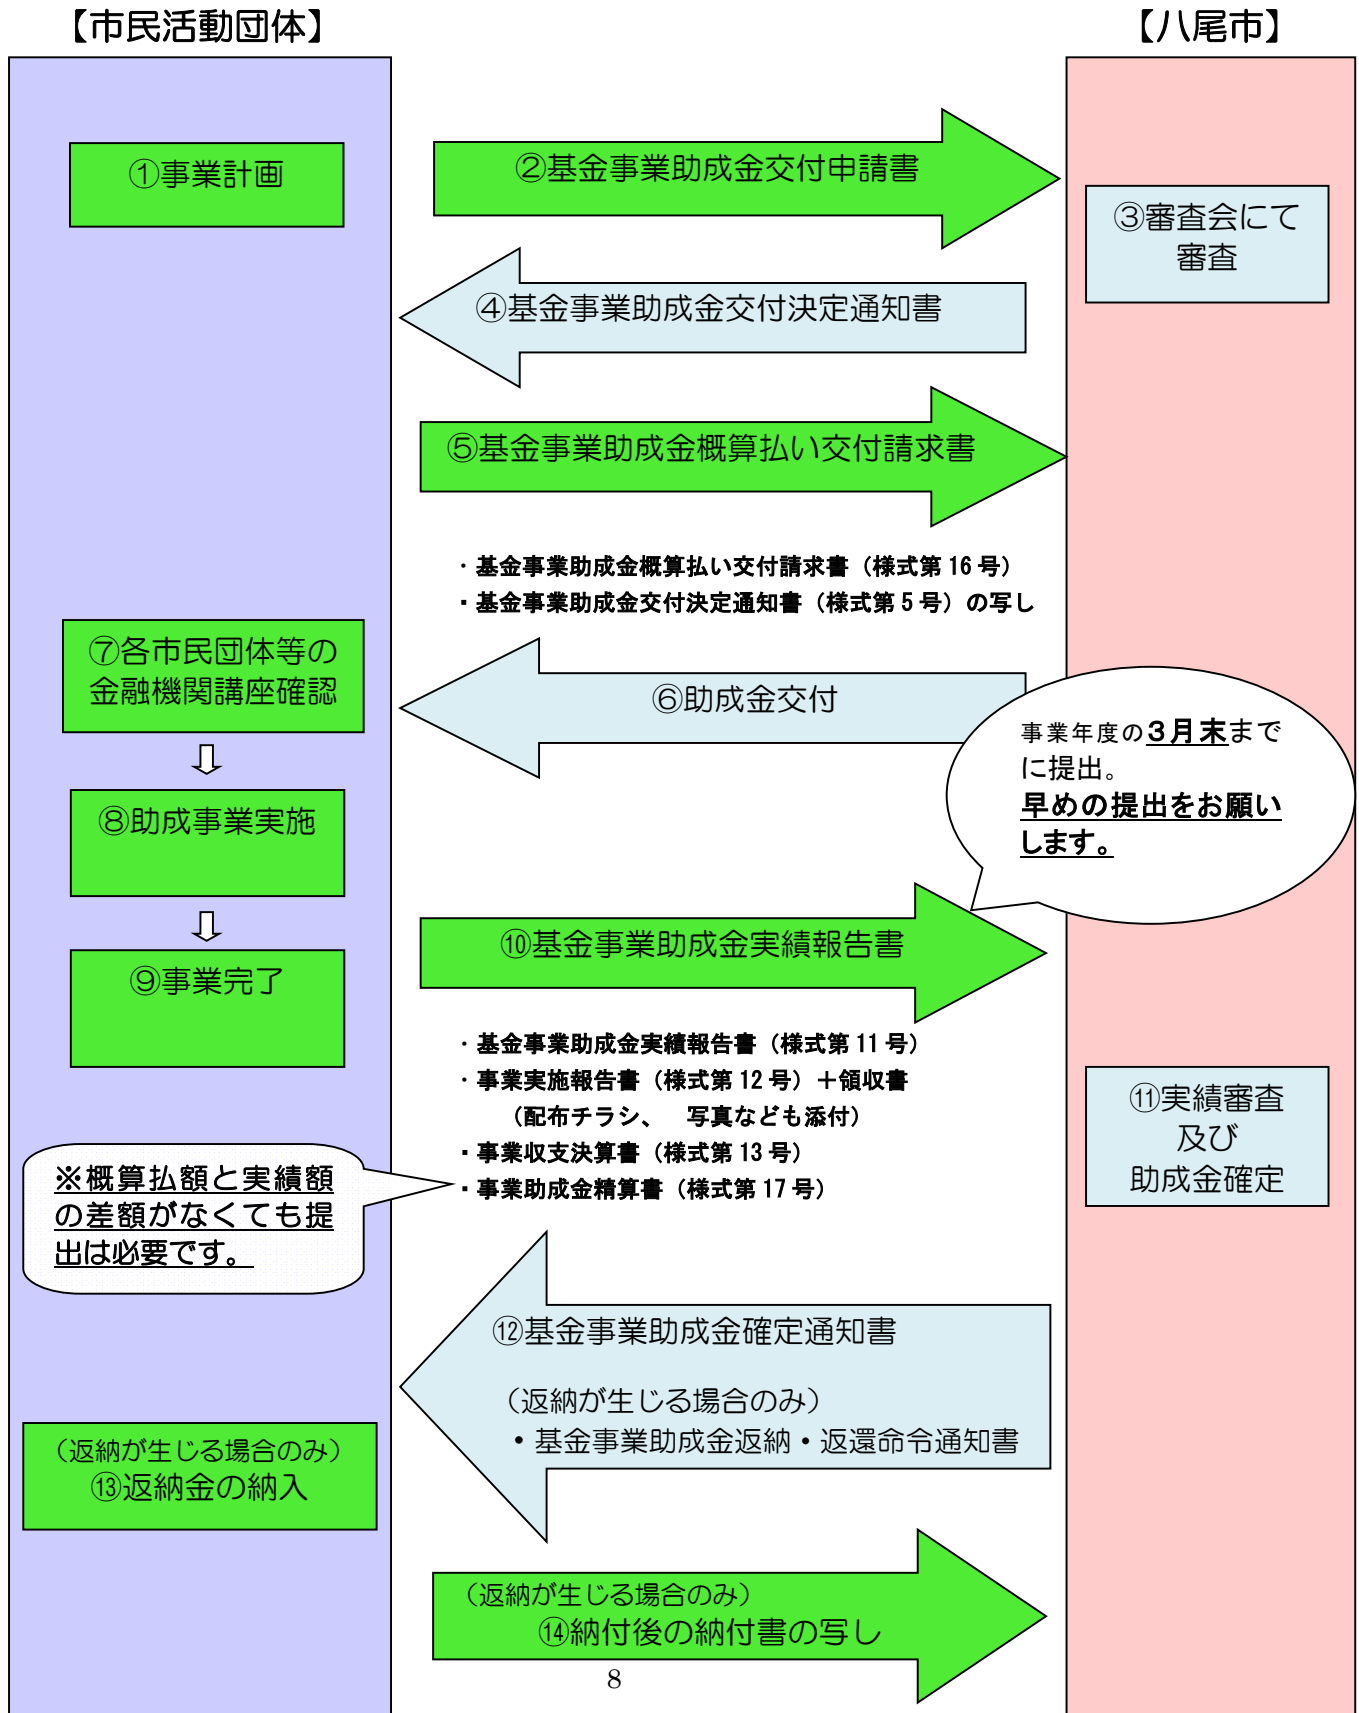 【市民活動団体】
【八尾市】
①事業計画
②基金事業助成金交付申請書
③審査会にて
審査
④基金事業助成金交付決定通知書
⑤基金事業助成金概算払い交付請求書
・基金事業助成金概算払い交付請求書（様式第 16 号）
・基金事業助成金交付決定通知書（様式第 5 号）の写し
⑦各市民団体等の
金融機関講座確認
⑥助成金交付
事業年度の３月末まで
に提出。
早めの提出をお願い
します。
⑧助成事業実施
⑩基金事業助成金実績報告書
⑨事業完了
・基金事業助成金実績報告書（様式第 11 号）
・事業実施報告書（様式第 12 号）＋領収書
（配布チラシ、　写真なども添付）
・事業収支決算書（様式第 13 号）
・事業助成金精算書（様式第 17 号）
⑪実績審査
及び
助成金確定
※概算払額と実績額
の差額がなくても提
出は必要です。
⑫基金事業助成金確定通知書
（返納が生じる場合のみ）
・基金事業助成金返納・返還命令通知書
（返納が生じる場合のみ）
⑬返納金の納入
（返納が生じる場合のみ）
⑭納付後の納付書の写し
8